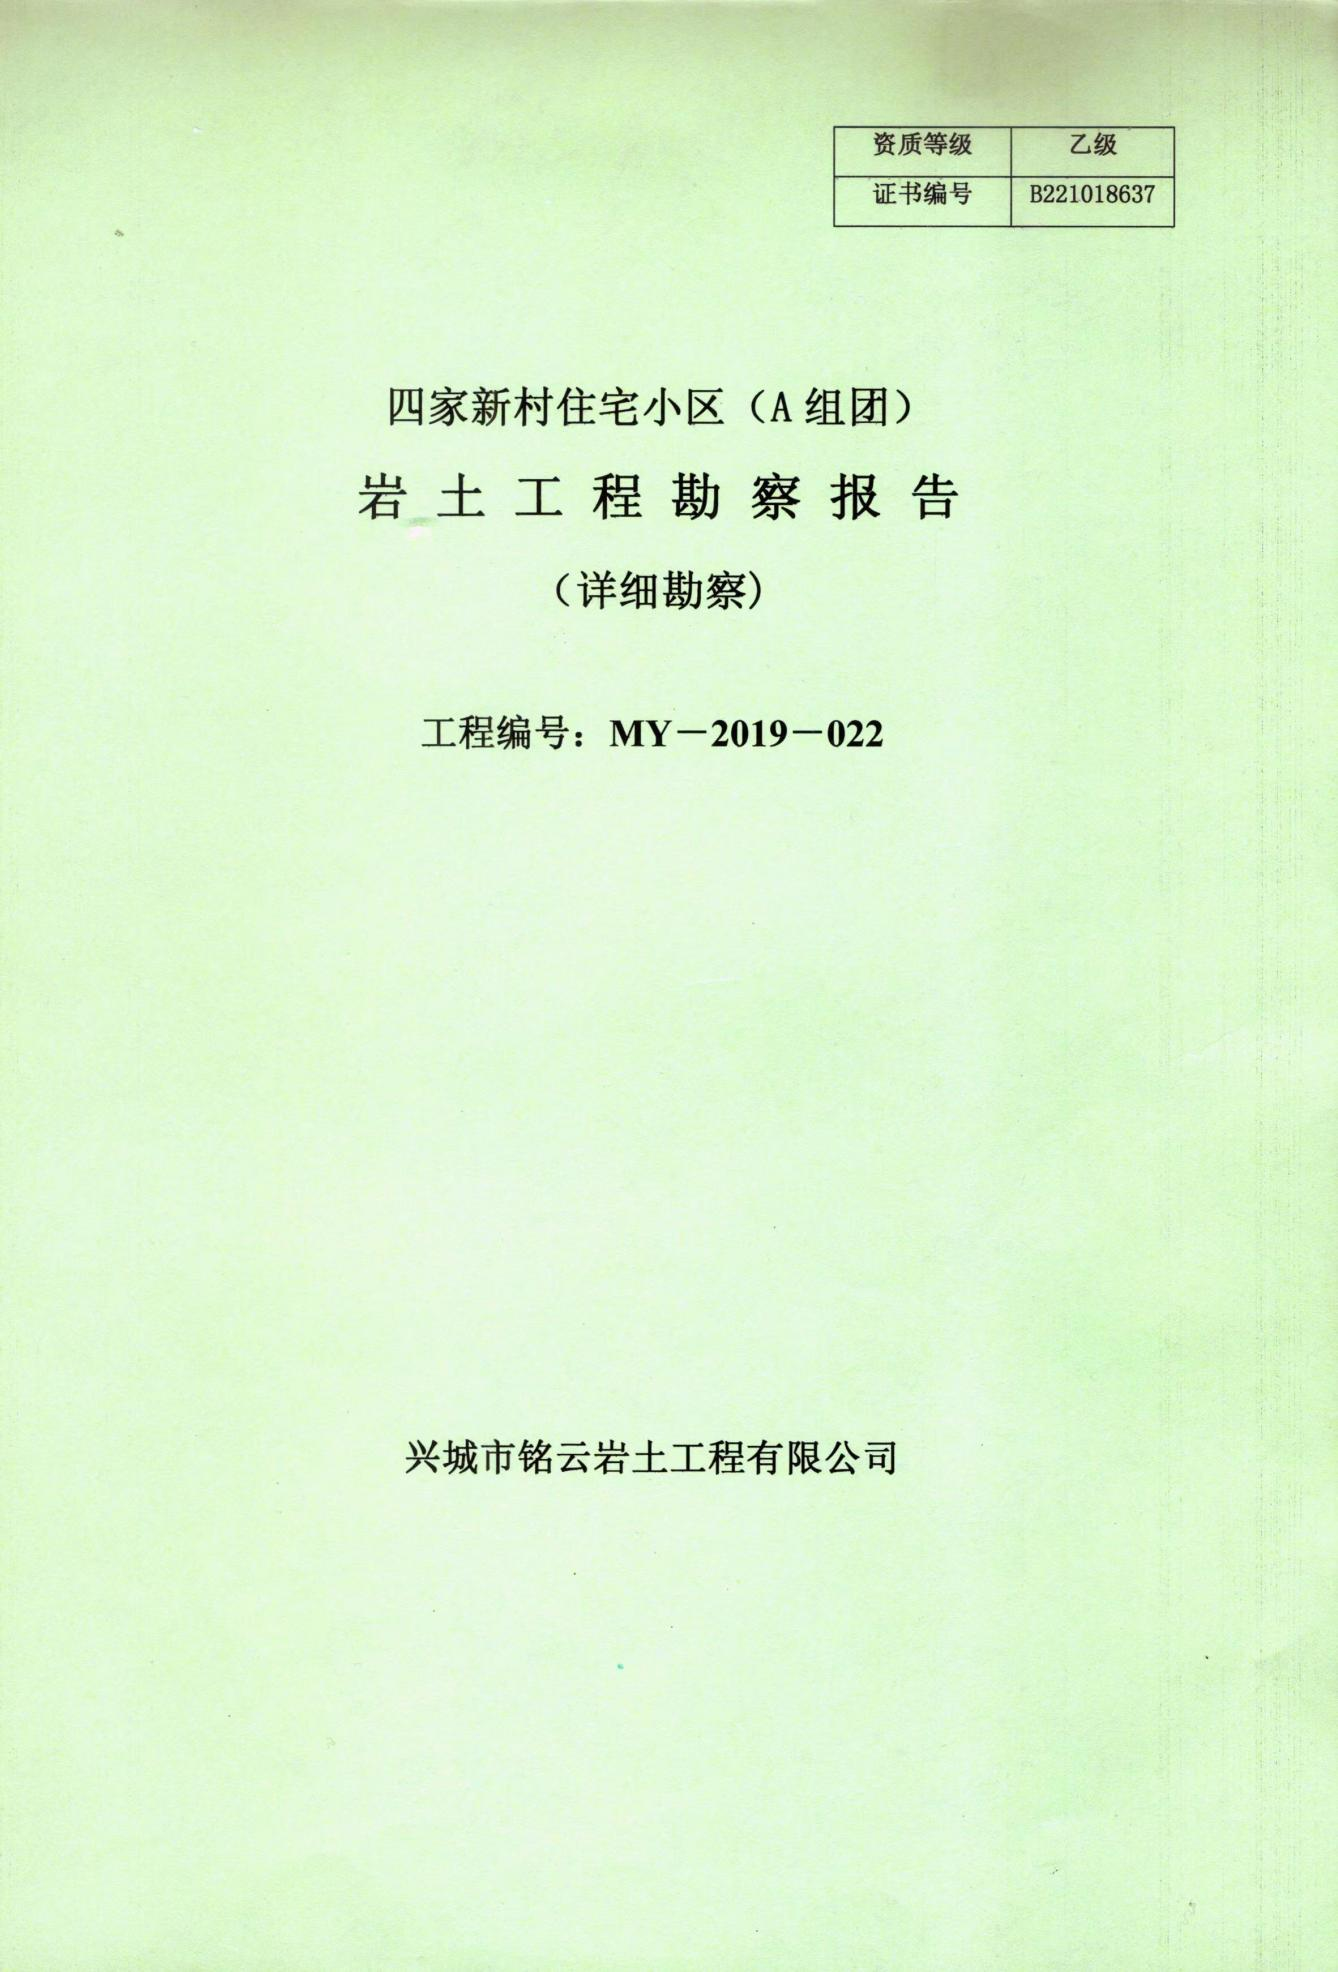 资质等级 乙级
证书编号 B221018637
四家新村住宅小区（A组团）
岩土工程勘察报告
（详细勘察)
工程编号：MY－2019－022
兴城市铭云岩土工程有限公司